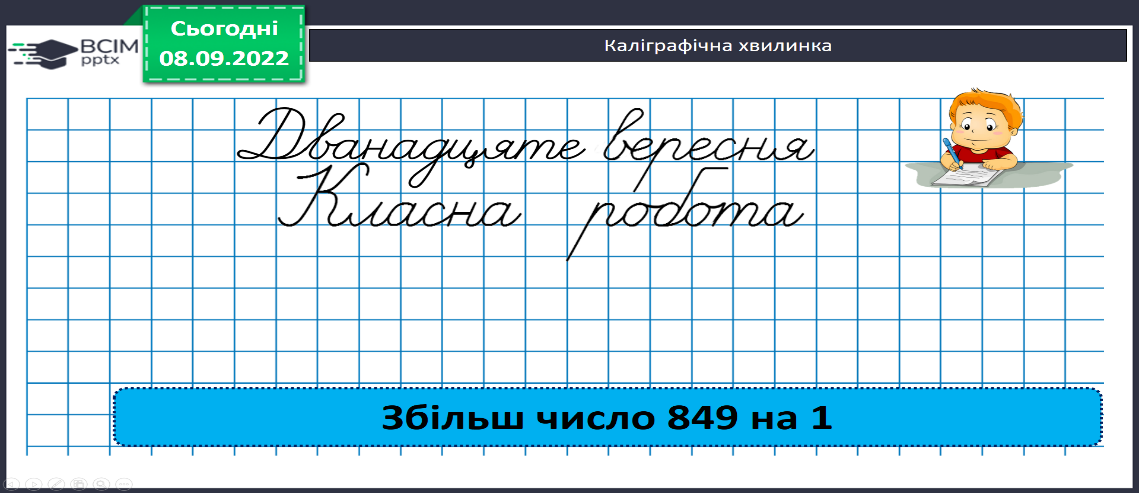 Сьогодні
08.09.2022
ВСІМ
pptx
Каліграфічна хвилинка
Дванадцяте вересня
Класна робота
Збільш число 849 на 1